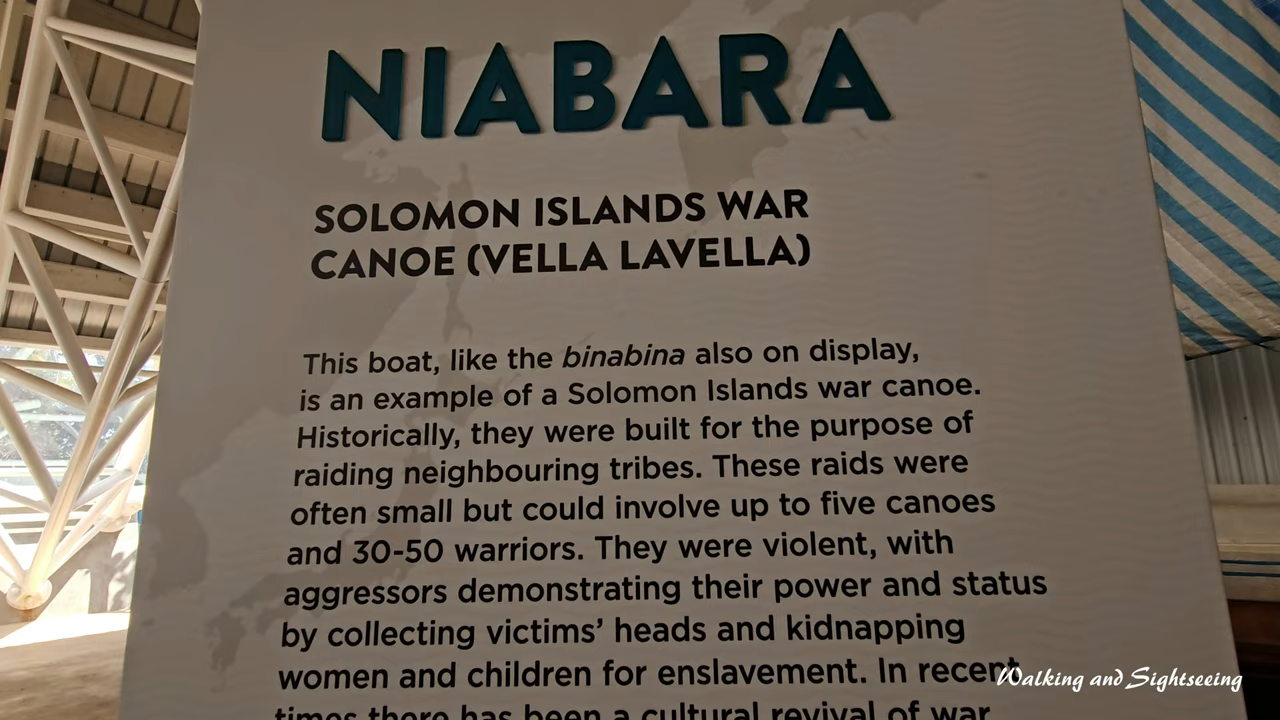 NIABARA
SOLOMON ISLANDS WAR
CANOE (VELLA LAVELLA)
This boat, like the binabina also on display,
is an example of a Solomon Islands war canoe.
Historically, they were built for the purpose of
raiding neighbouring tribes. These raids were
often small but could involve up to five canoes
and 30-50 warriors. They were violent, with
aggressors demonstrating their power and status
by collecting victims' heads and kidnapping
women and children for enslavement. In recent
times there has been a cultural revival of war
Walking and Sightseeing